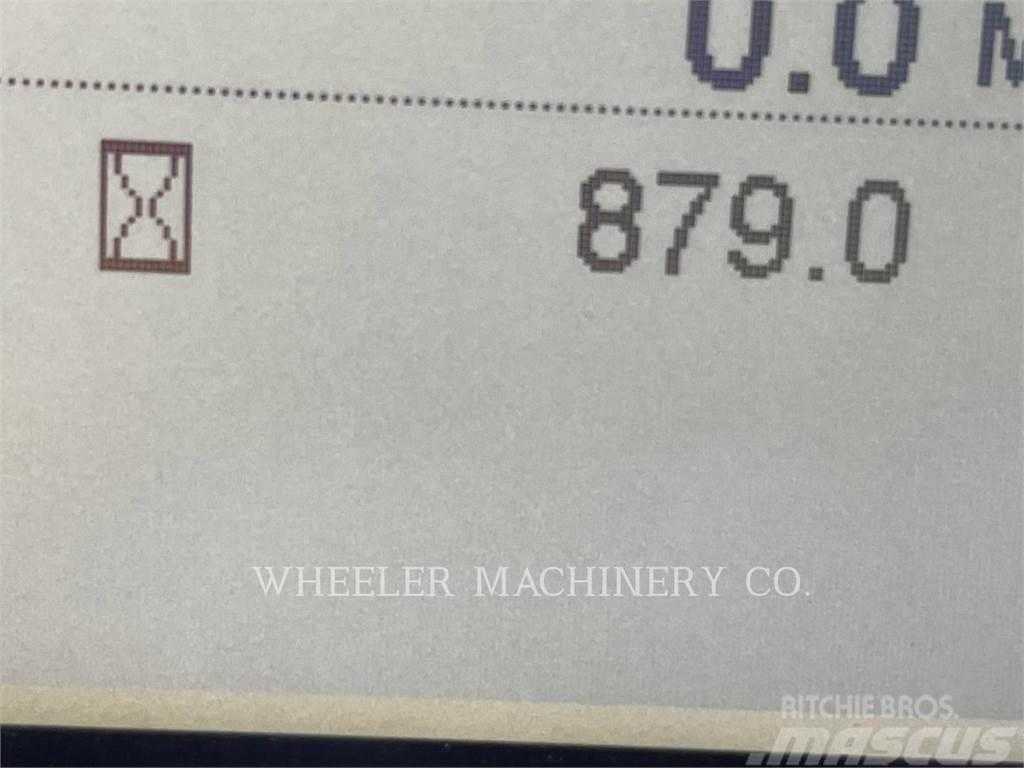 0.0 M
879.0
WHEELER MACHINERY CO.
RITCHIE BROS.
mascus